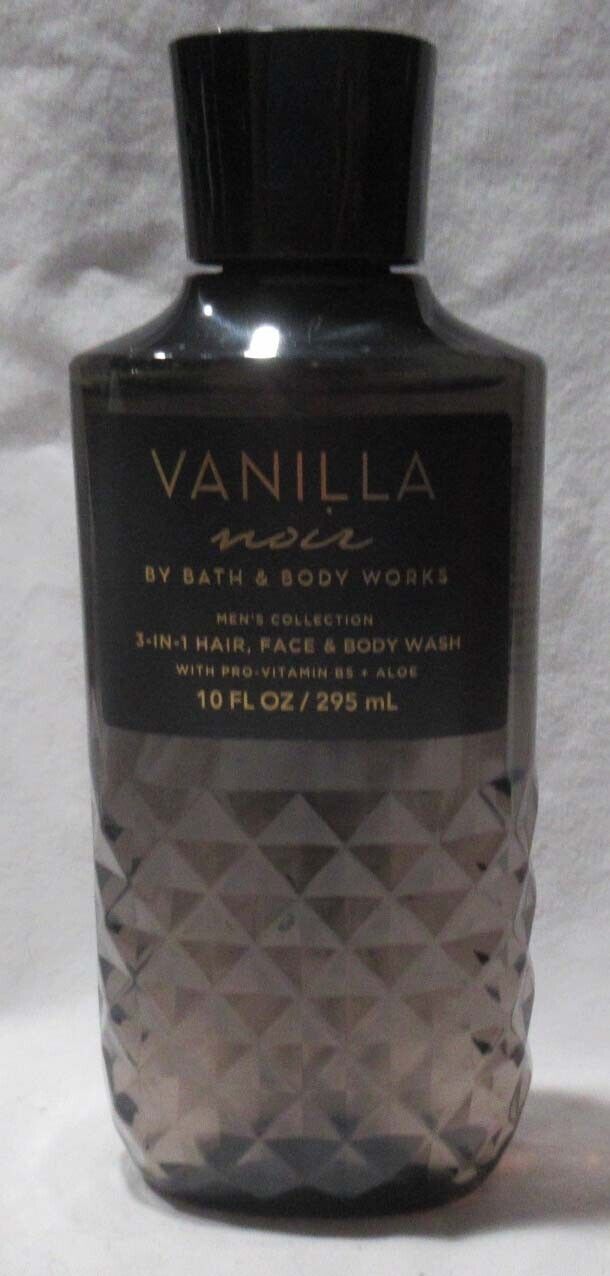 VANILLA
noir
BY BATH & BODY WORKS
MEN'S COLLECTION
3-IN-1 HAIR, FACE & BODY WASH
WITH PRO-VITAMIN B5 + ALOE
10 FL OZ / 295 mL